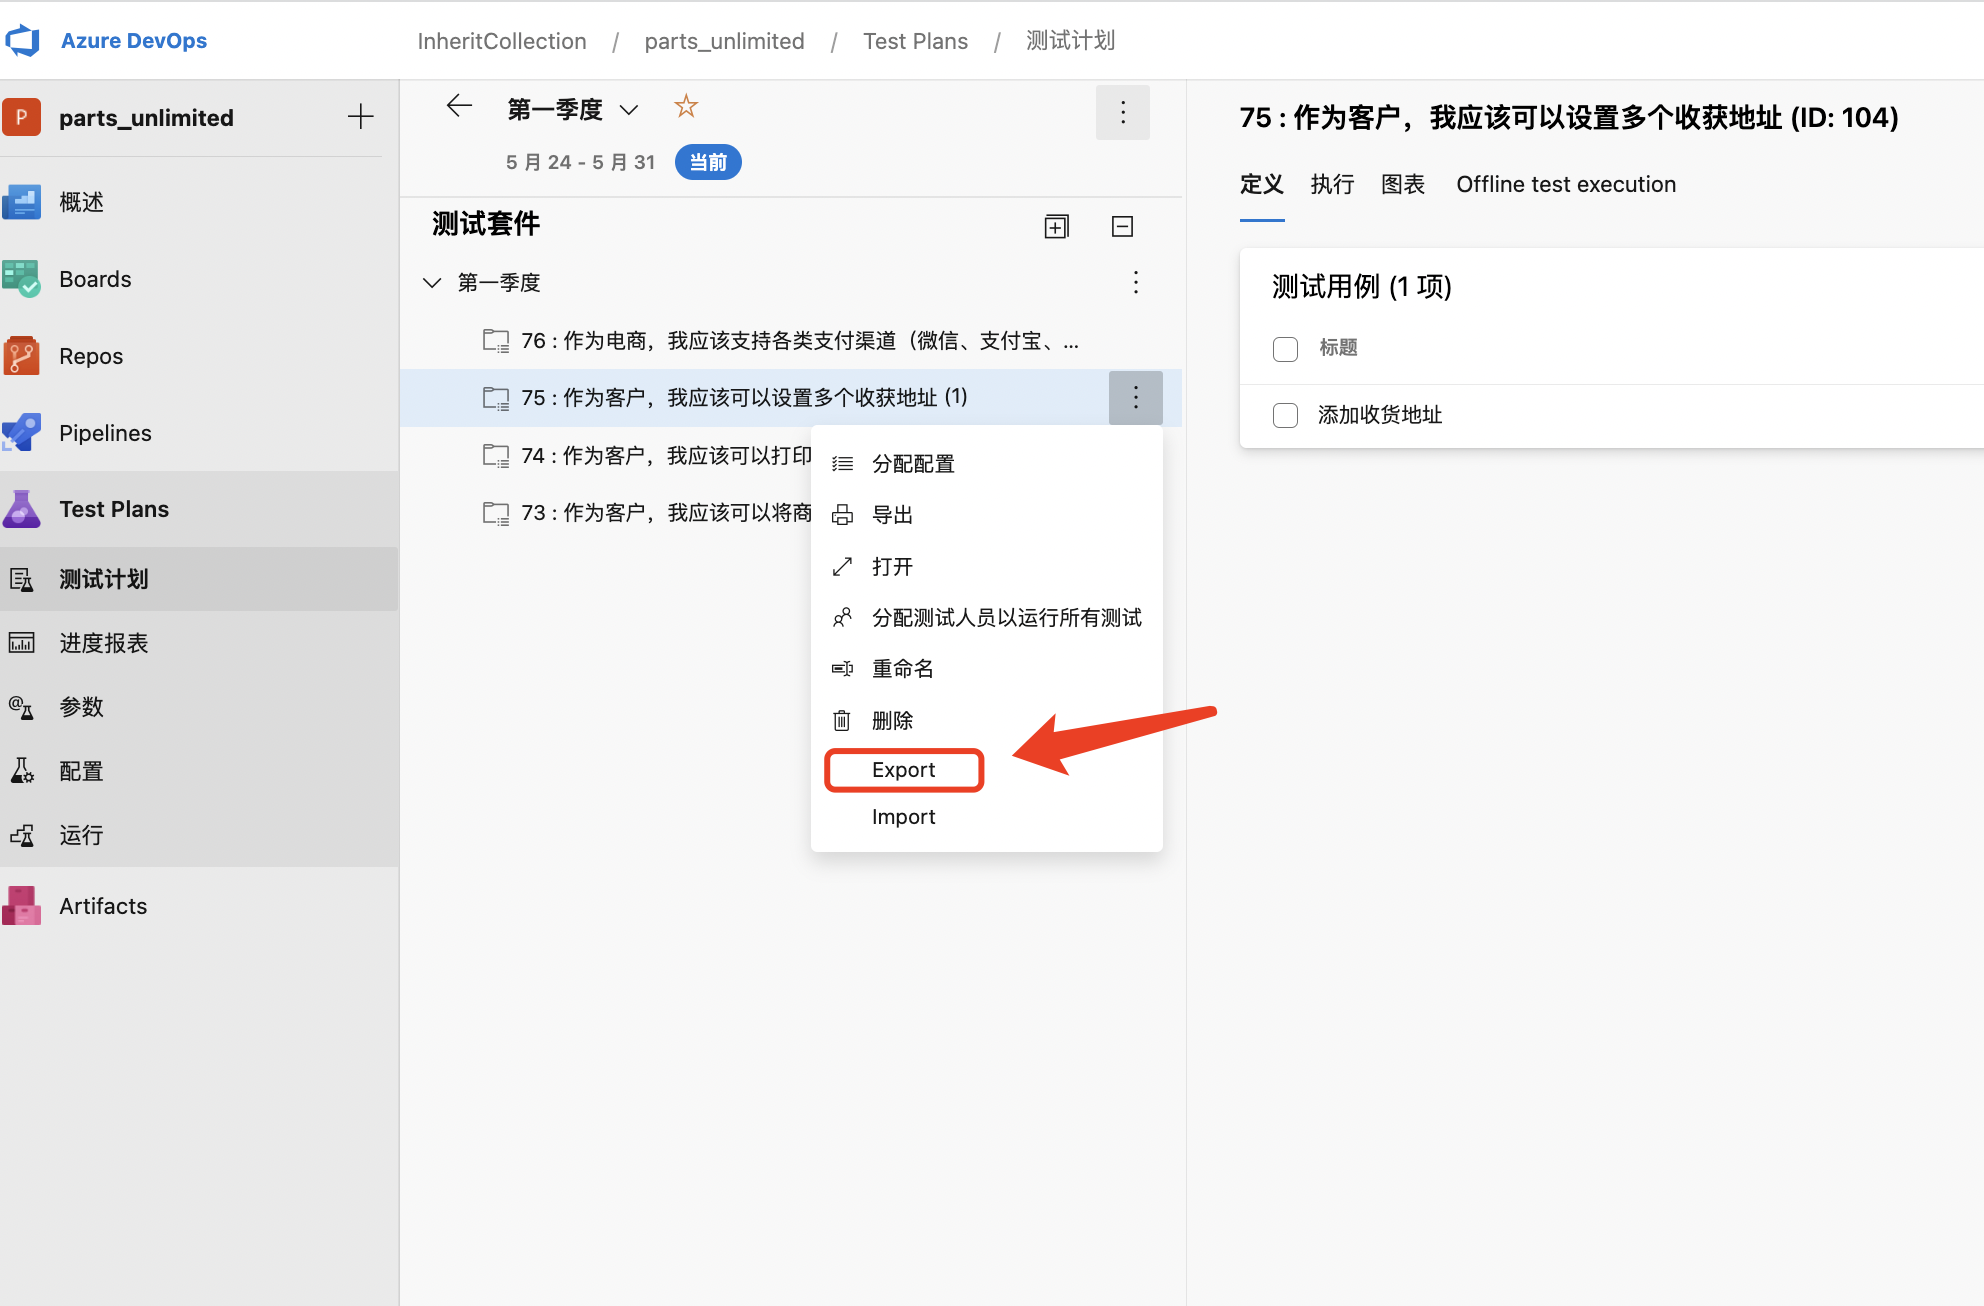 Azure DevOps
InheritCollection / parts_unlimited / Test Plans / 测试计划
P parts_unlimited
概述
Boards
Repos
Pipelines
Test Plans
测试计划
进度报表
参数
配置
运行
Artifacts
第一季度
5 月 24 - 5 月 31 当前
测试套件
第一季度
76 : 作为电商，我应该支持各类支付渠道（微信、支付宝、...
75 : 作为客户，我应该可以设置多个收获地址 (1)
74 : 作为客户，我应该可以打印
73 : 作为客户，我应该可以将商
分配配置
导出
打开
分配测试人员以运行所有测试
重命名
删除
Export
Import
75 : 作为客户，我应该可以设置多个收获地址 (ID: 104)
定义 执行 图表 Offline test execution
测试用例 (1 项)
标题
添加收货地址